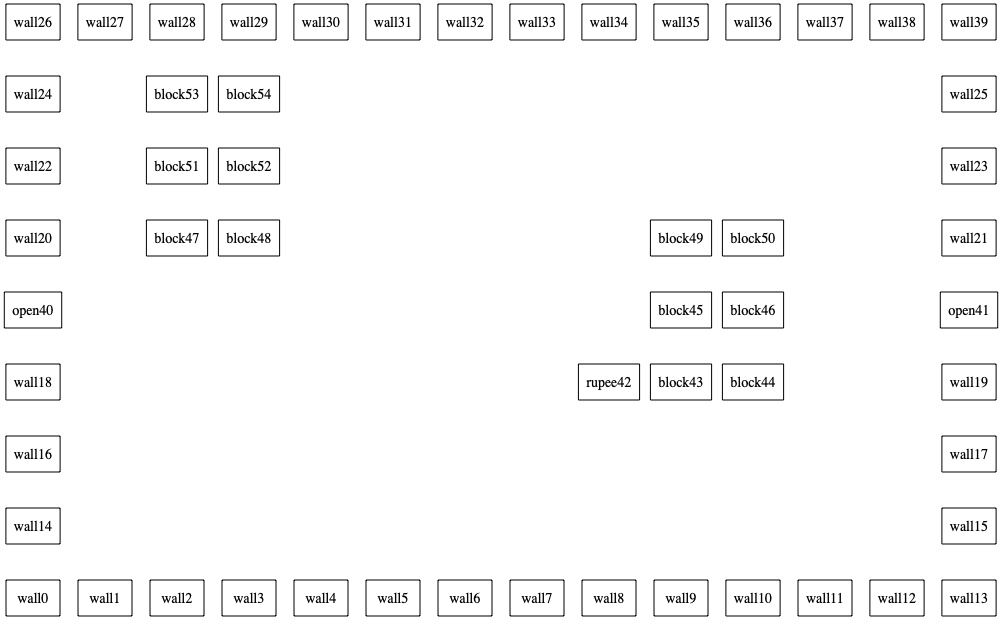 wall26 wall27 wall28 wall29 wall30 wall31 wall32 wall33 wall34 wall35 wall36 wall37 wall38 wall39
wall24 block53 block54 wall25
wall22 block51 block52 wall23
wall20 block47 block48 block49 block50 wall21
open40 block45 block46 open41
wall18 rupee42 block43 block44 wall19
wall16 wall17
wall14 wall15
wall0 wall1 wall2 wall3 wall4 wall5 wall6 wall7 wall8 wall9 wall10 wall11 wall12 wall13